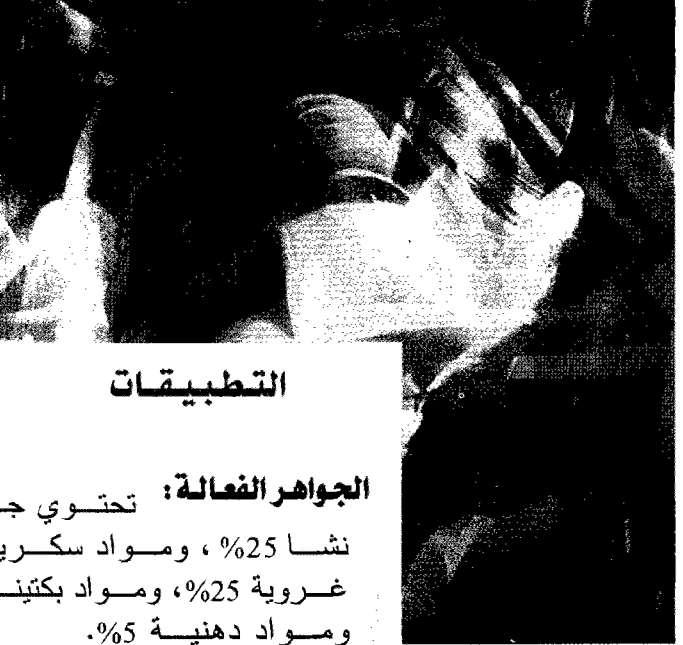 التطبيقات
الجواهر الفعالة: تحتوي
نشا 25%، ومواد
غروية 25%، ومواد
ومواد دهنية 5%.